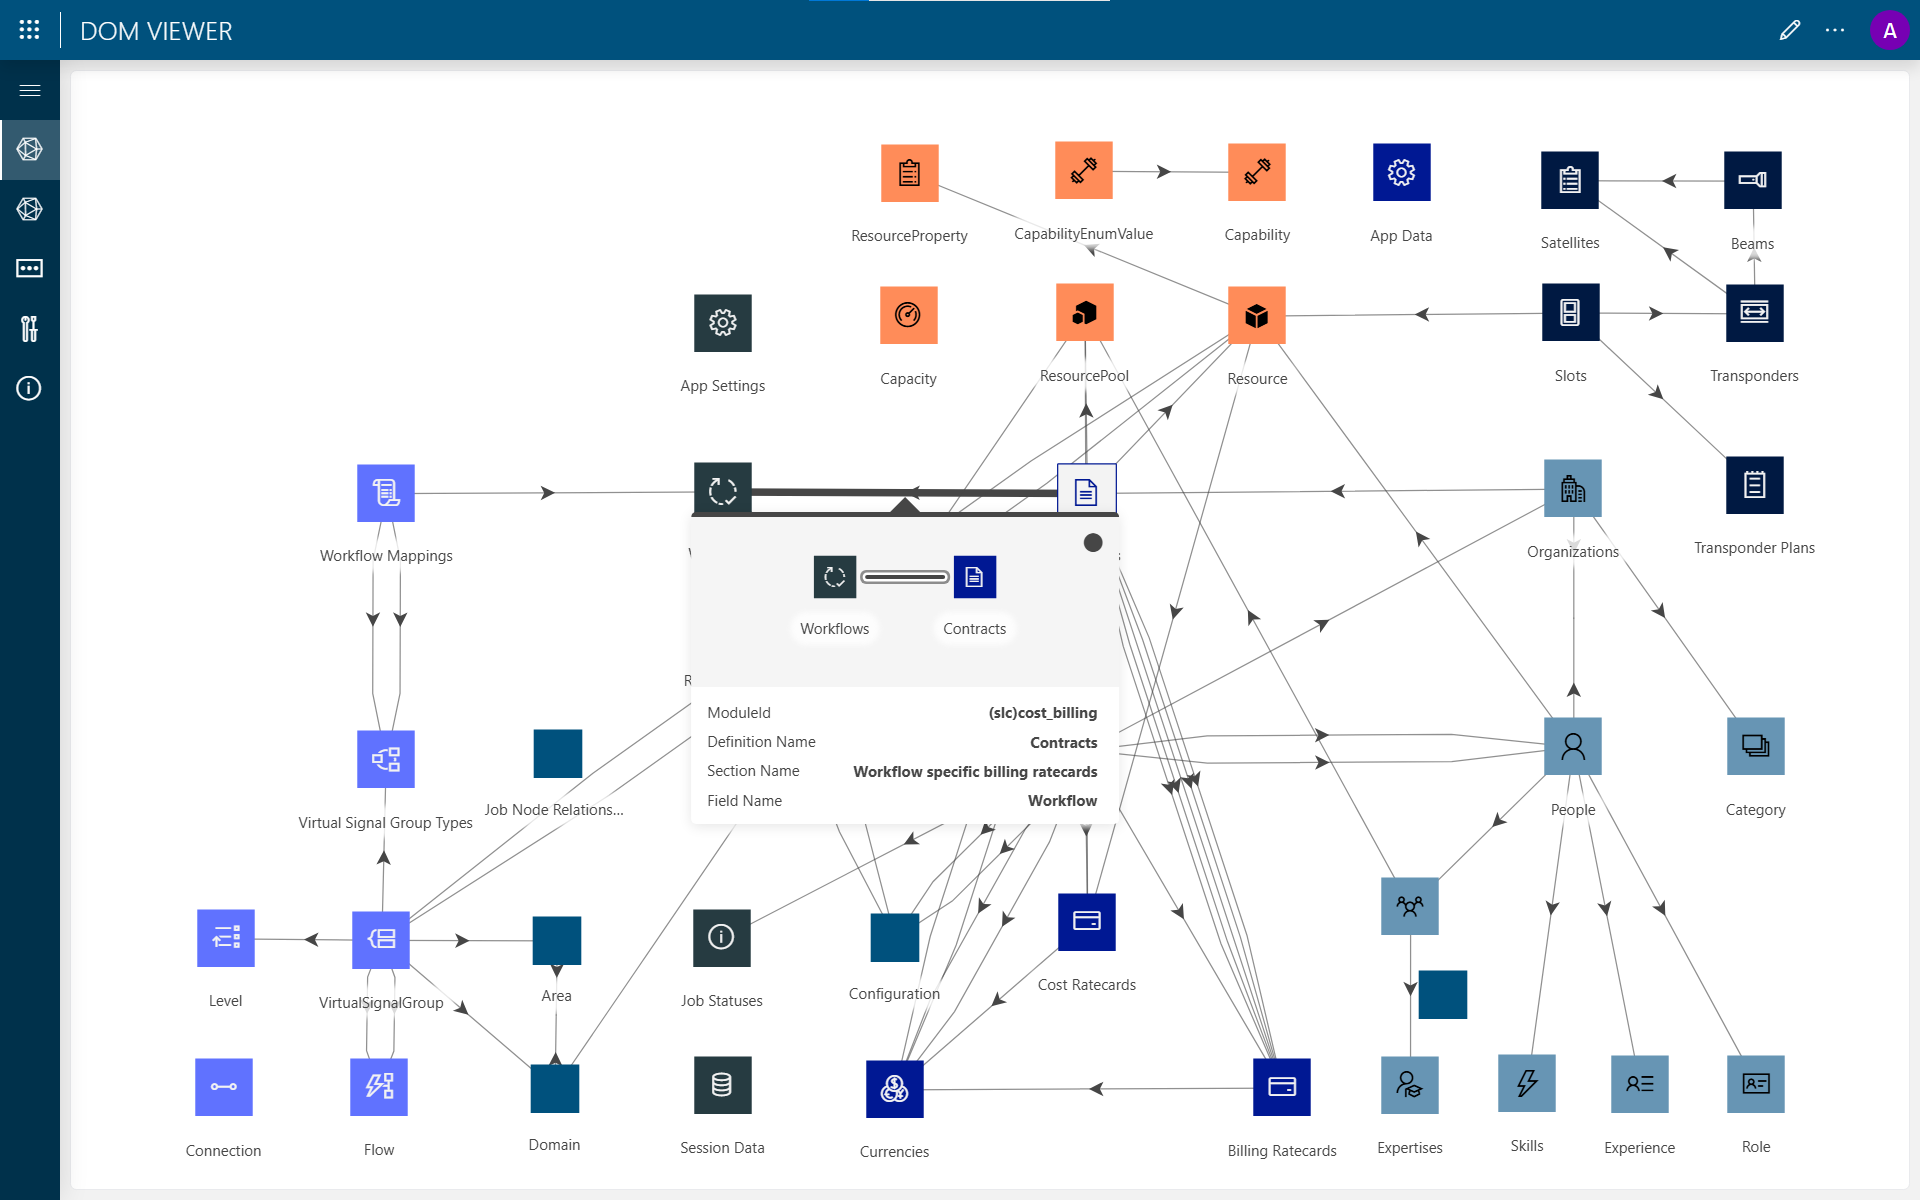 DOM VIEWER
A
ResourceProperty
CapabilityEnumValue
Capability
App Data
Satellites
Beams
App Settings
Capacity
ResourcePool
Resource
Slots
Transponders
Workflow Mappings
Organizations
Transponder Plans
Workflows
Contracts
ModuleId (slc)cost_billing
Definition Name Contracts
Section Name Workflow specific billing ratecards
Field Name Workflow
Virtual Signal Group Types
Job Node Relations...
People
Category
Level
VirtualSignalGroup
Area
Job Statuses
Configuration
Cost Ratecards
Connection
Flow
Domain
Session Data
Currencies
Billing Ratecards
Expertises
Skills
Experience
Role